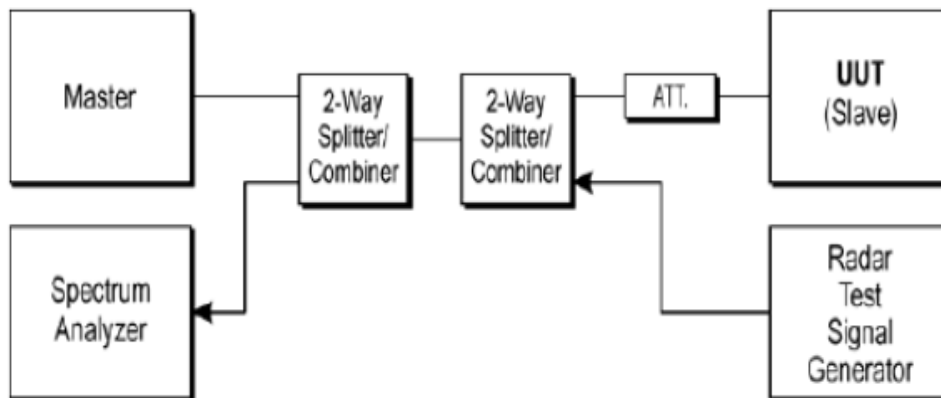 Master
2-Way
Splitter/
Combiner
2-Way
Splitter/
Combiner
ATT.
UUT
(Slave)
Spectrum
Analyzer
Radar
Test
Signal
Generator